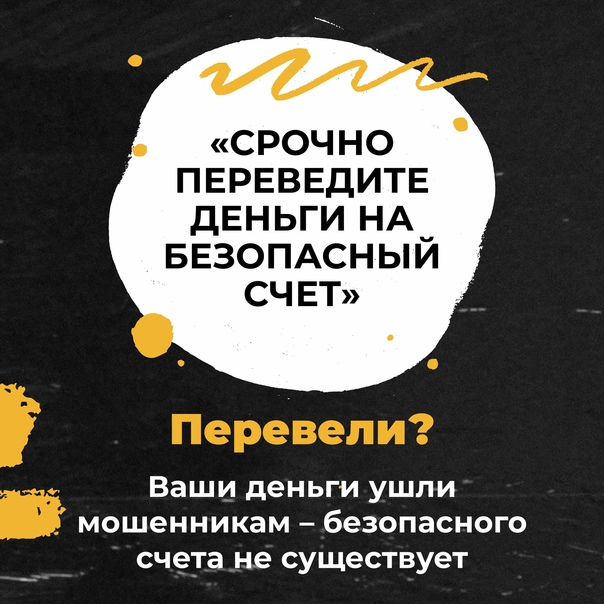 «СРОЧНО
ПЕРЕВЕДИТЕ
ДЕНЬГИ НА
БЕЗОПАСНЫЙ
СЧЕТ»
Перевели?
Ваши деньги ушли
мошенникам – безопасного
счета не существует